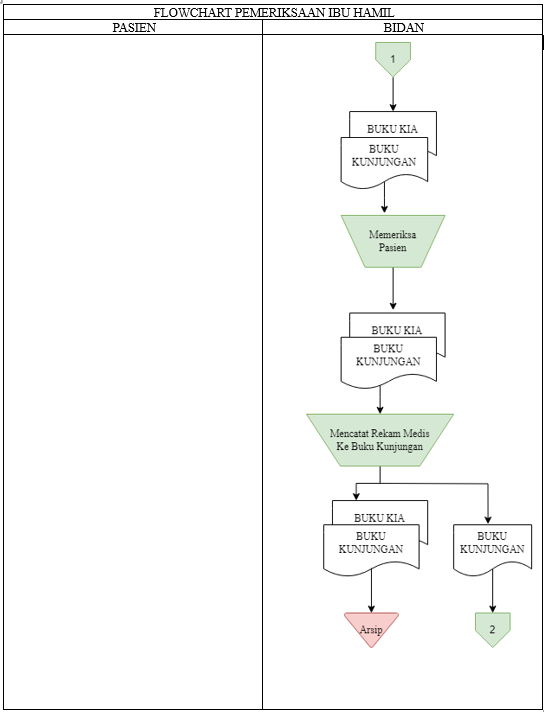 FLOWCHART PEMERIKSAAN IBU HAMIL
PASIEN
BIDAN
1
BUKU KIA
BUKU
KUNJUNGAN
Memeriksa
Pasien
BUKU KIA
BUKU
KUNJUNGAN
Mencatat Rekam Medis
Ke Buku Kunjungan
BUKU KIA
BUKU
KUNJUNGAN
BUKU
KUNJUNGAN
Arsip
2